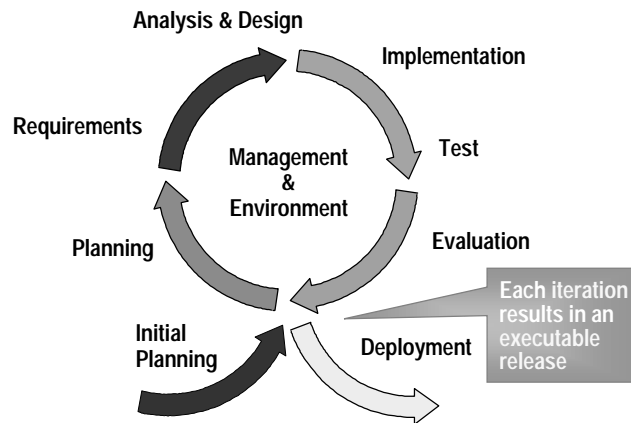 Analysis & Design
Implementation
Requirements
Test
Management
&
Environment
Planning
Evaluation
Each iteration
results in an
executable
release
Initial
Planning
Deployment